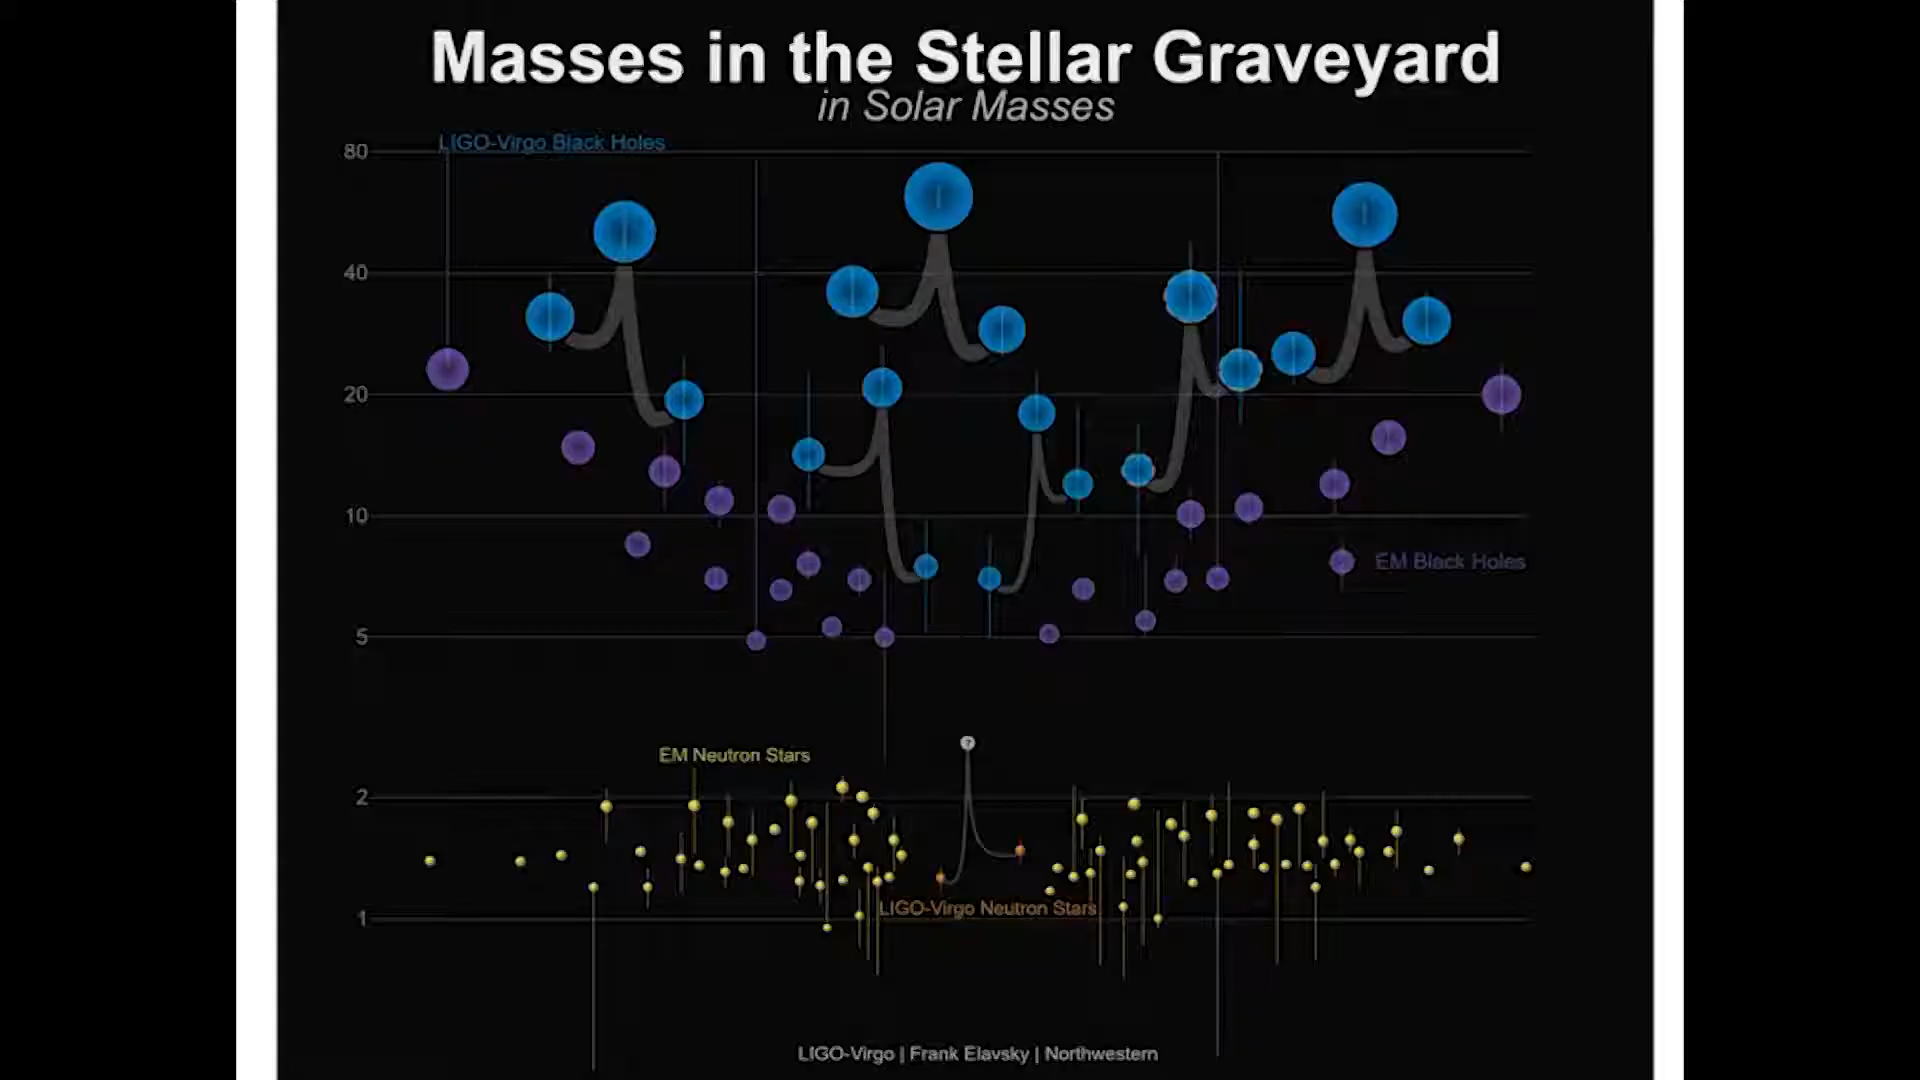 Masses in the Stellar Graveyard
in Solar Masses
LIGO-Virgo Black Holes
80
40
20
10
EM Black Holes
5
EM Neutron Stars
?
2
LIGO-Virgo Neutron Stars
1
LIGO-Virgo | Frank Elavsky | Northwestern